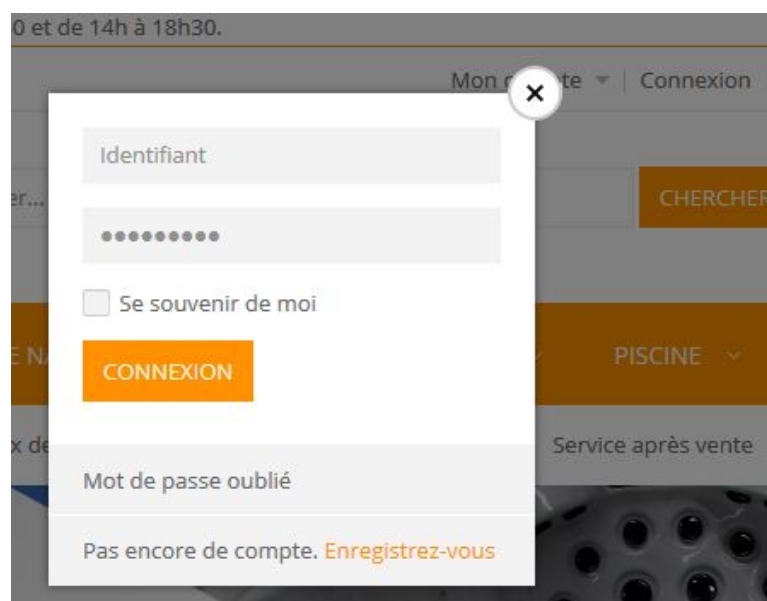 0 et de 14h à 18h30.
Connexion
Identifiant
•••••••••
CHERCHER
Se souvenir de moi
CONNEXION
PISCINE
Service après vente
Mot de passe oublié
Pas encore de compte. Enregistrez-vous